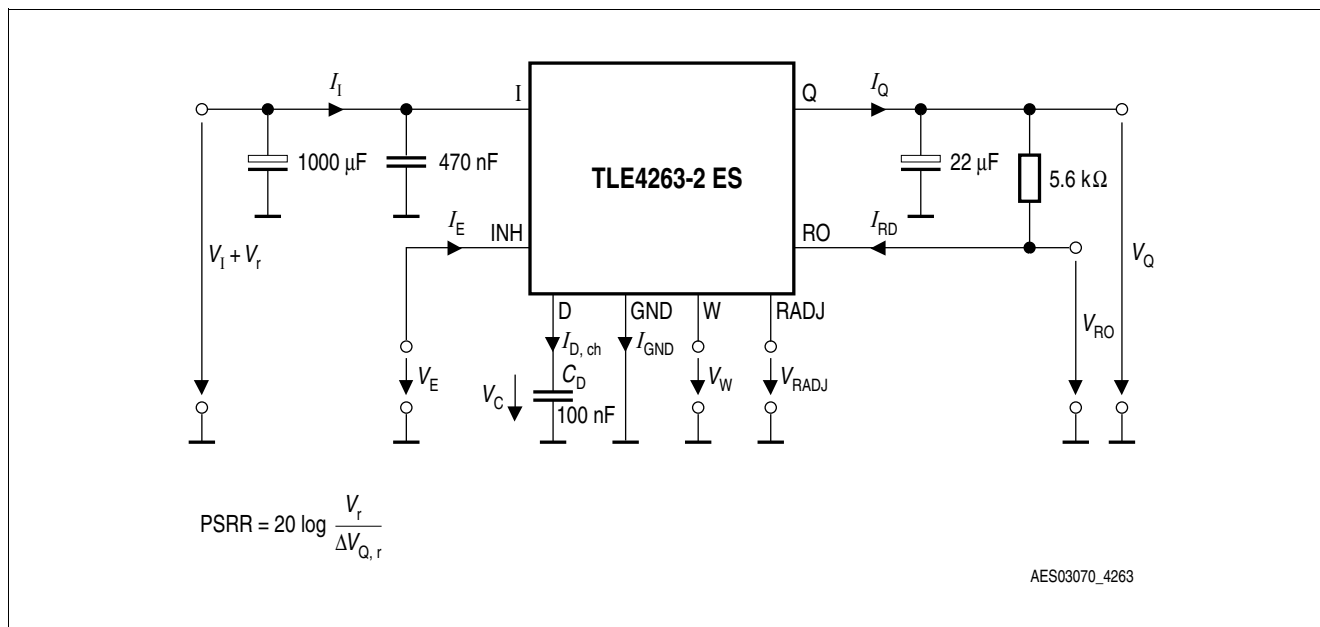 I_I
I
Q
I_Q
1000 µF
470 nF
TLE4263-2 ES
22 µF
5.6 kΩ
I_E
INH
RO
I_RD
V_I + V_r
V_Q
D
GND
W
RADJ
V_RO
I_D, ch
I_GND
V_E
V_C
C_D
100 nF
V_W
V_RADJ
PSRR = 20 log V_r / ΔV_Q, r
AES03070_4263